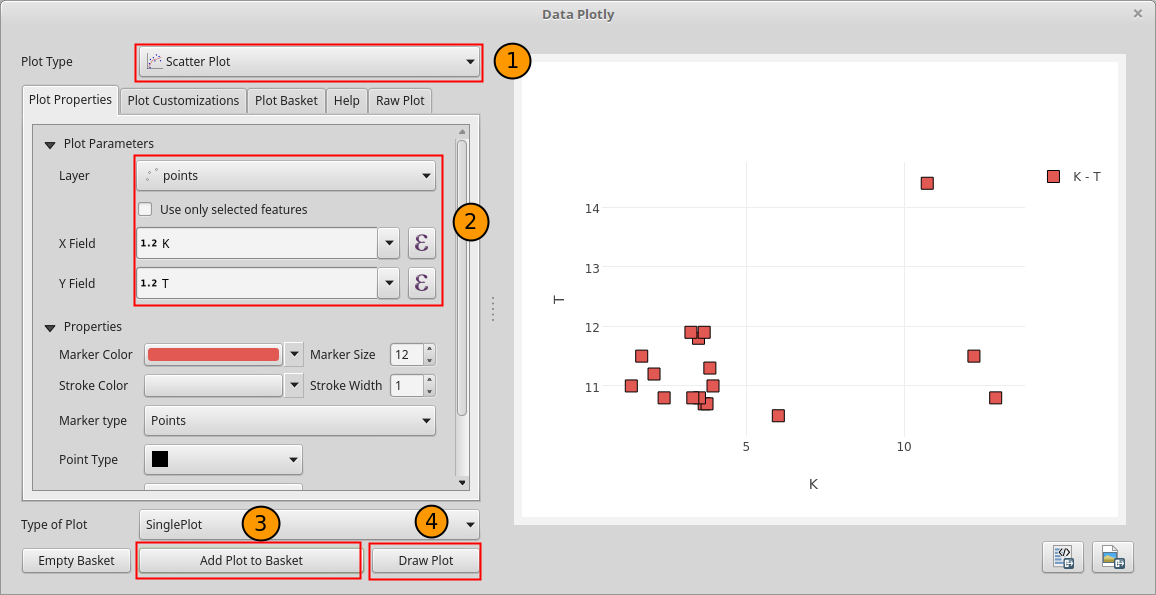 Data Plotly
Plot Type
Scatter Plot
1
Plot Properties
Plot Customizations
Plot Basket
Help
Raw Plot
Plot Parameters
Layer
points
Use only selected features
2
X Field
1.2 K
ε
Y Field
1.2 T
ε
Properties
Marker Color
Marker Size
12
Stroke Color
Stroke Width
1
Marker type
Points
Point Type
Type of Plot
SinglePlot
3
4
Empty Basket
Add Plot to Basket
Draw Plot
K - T
14
13
12
11
T
5
10
K